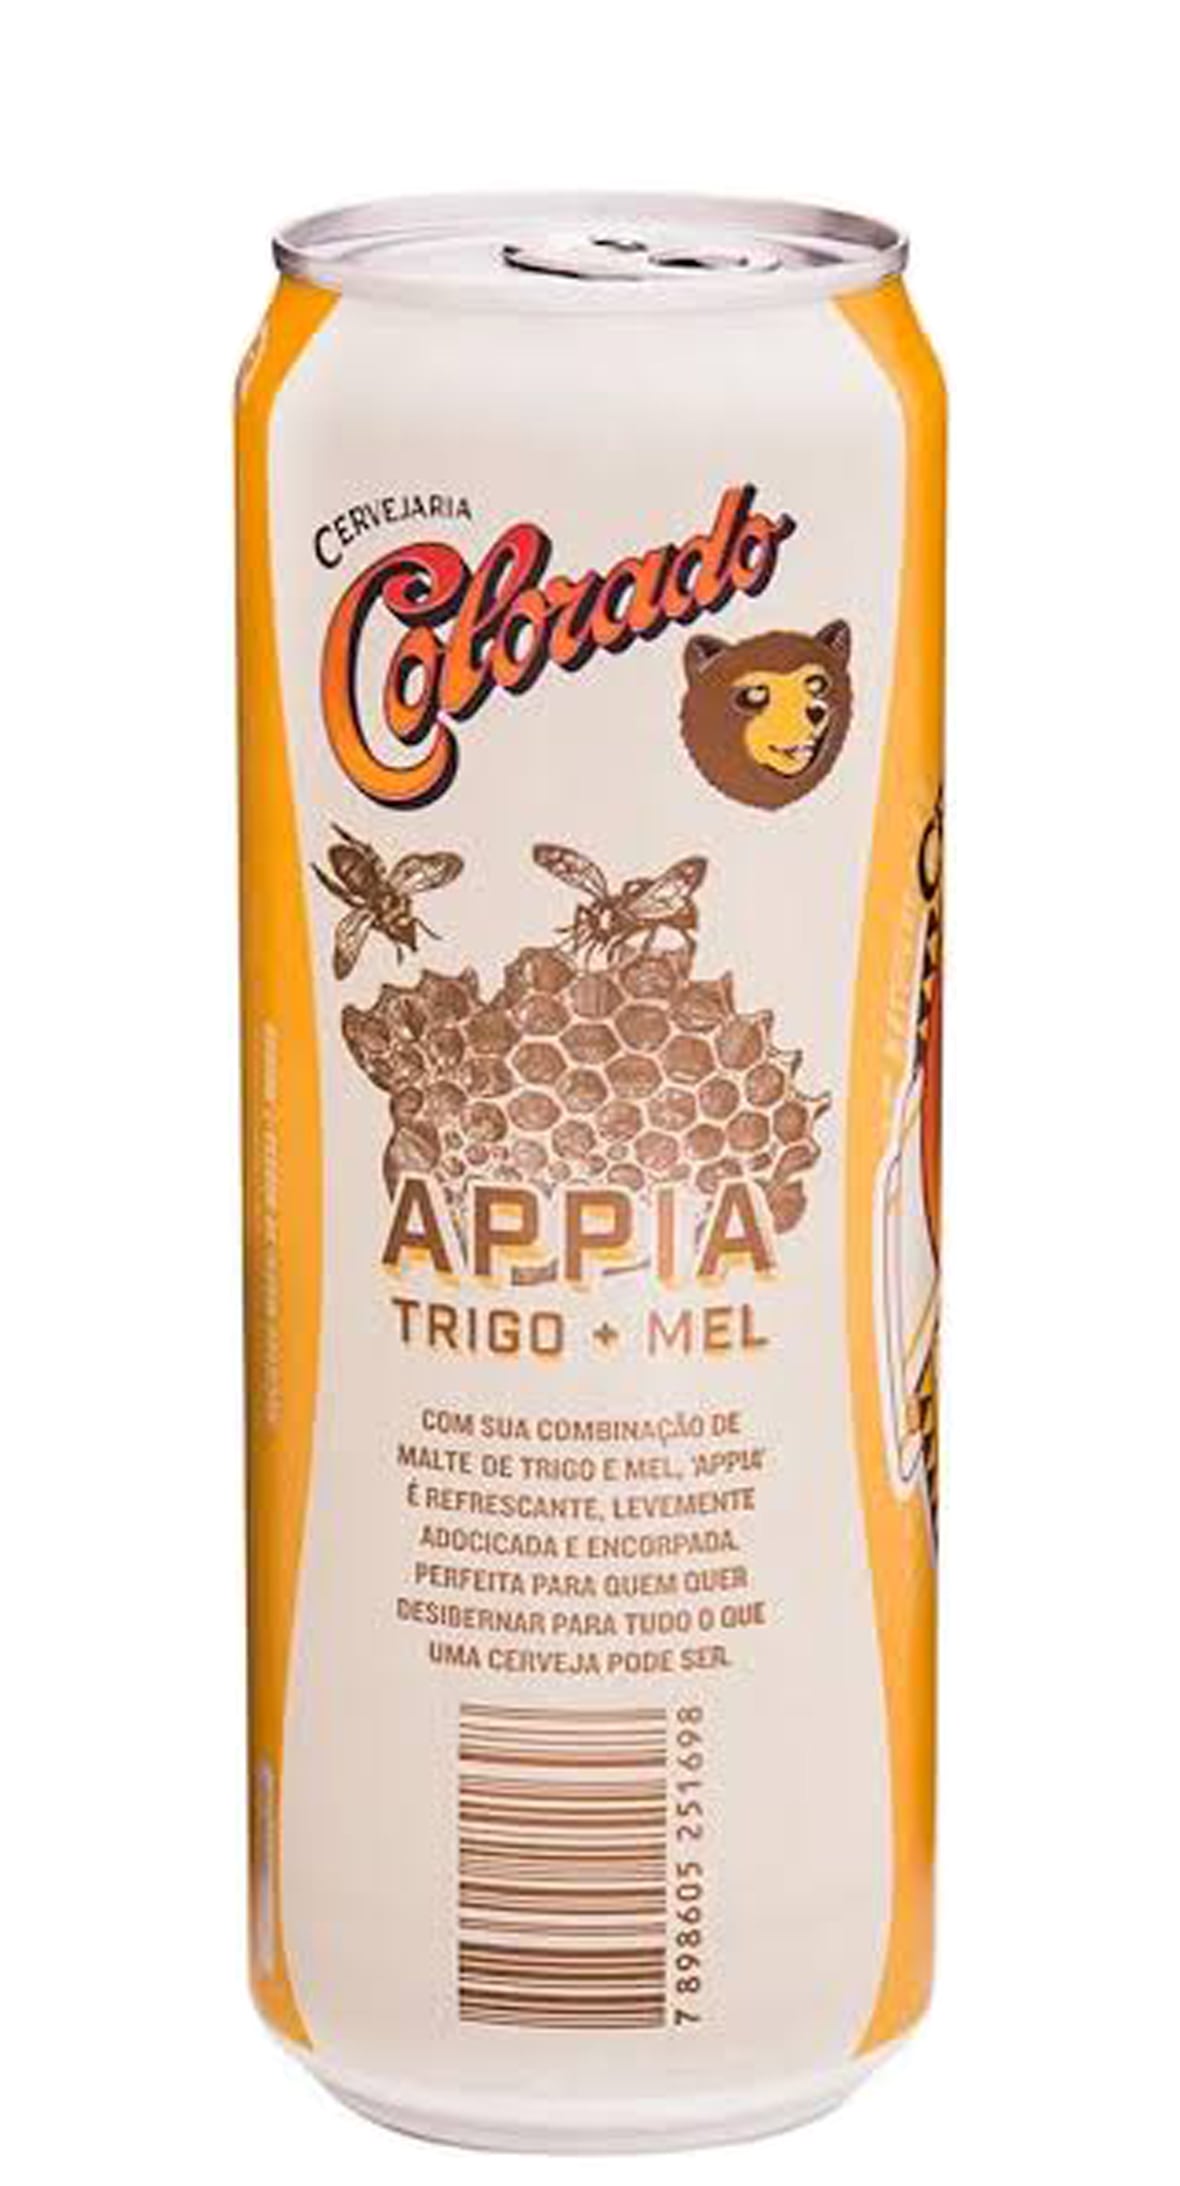 CERVEJARIA
Colorado
APPIA
TRIGO + MEL
COM SUA COMBINAÇÃO DE
MALTE DE TRIGO E MEL, 'APPIA'
É REFRESCANTE, LEVEMENTE
ADOCICADA E ENCORPADA.
PERFEITA PARA QUEM QUER
DESIBERNAR PARA TUDO O QUE
UMA CERVEJA PODE SER.
7 898605 251698